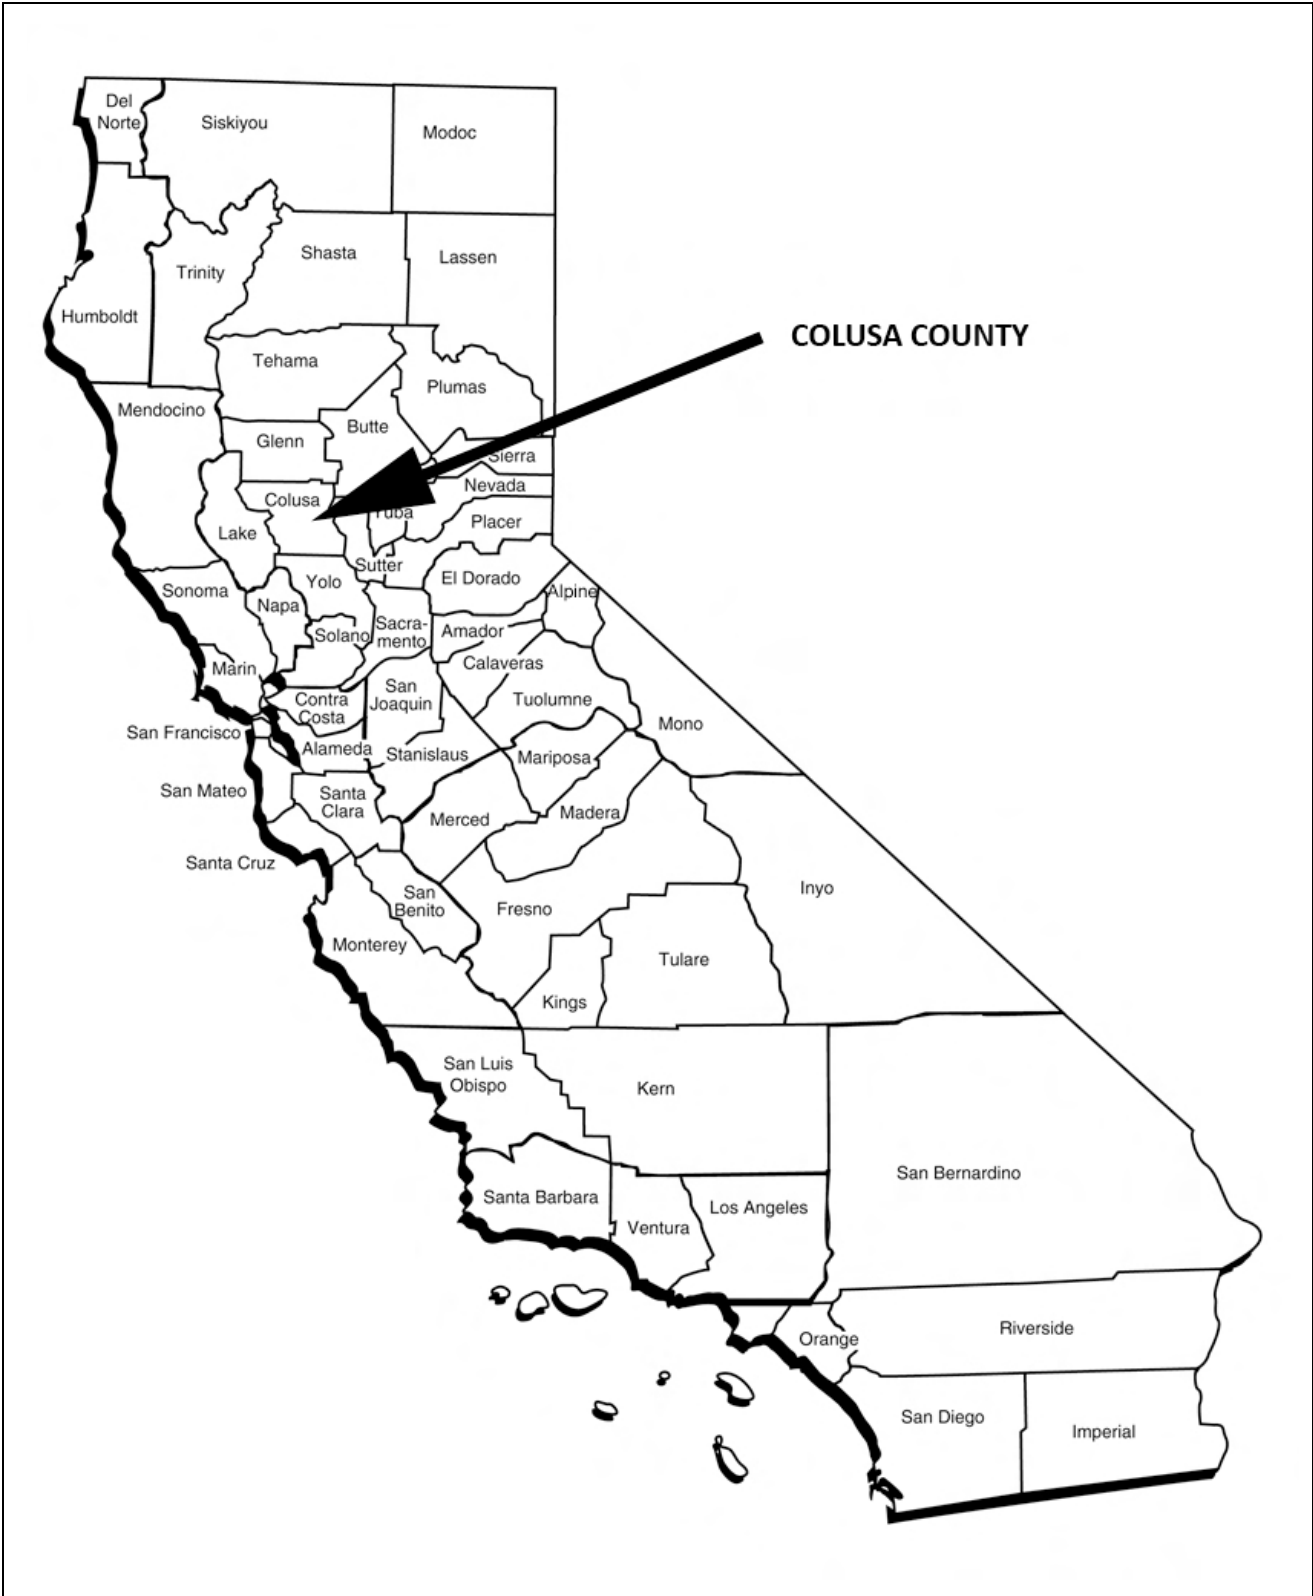 Del
Norte
Siskiyou
Modoc
Shasta
Lassen
Trinity
Humboldt
COLUSA COUNTY
Tehama
Plumas
Mendocino
Butte
Glenn
Sierra
Nevada
Colusa
Yuba
Placer
Lake
Sutter
El Dorado
Yolo
Sonoma
Alpine
Napa
Sacra-
mento
Solano
Amador
Calaveras
Marin
San
Joaquin
Contra
Costa
Tuolumne
Mono
San Francisco
Alameda
Stanislaus
Mariposa
San Mateo
Santa
Clara
Merced
Madera
Santa Cruz
Inyo
San
Benito
Fresno
Monterey
Tulare
Kings
San Luis
Obispo
Kern
San Bernardino
Santa Barbara
Los Angeles
Ventura
Riverside
Orange
San Diego
Imperial